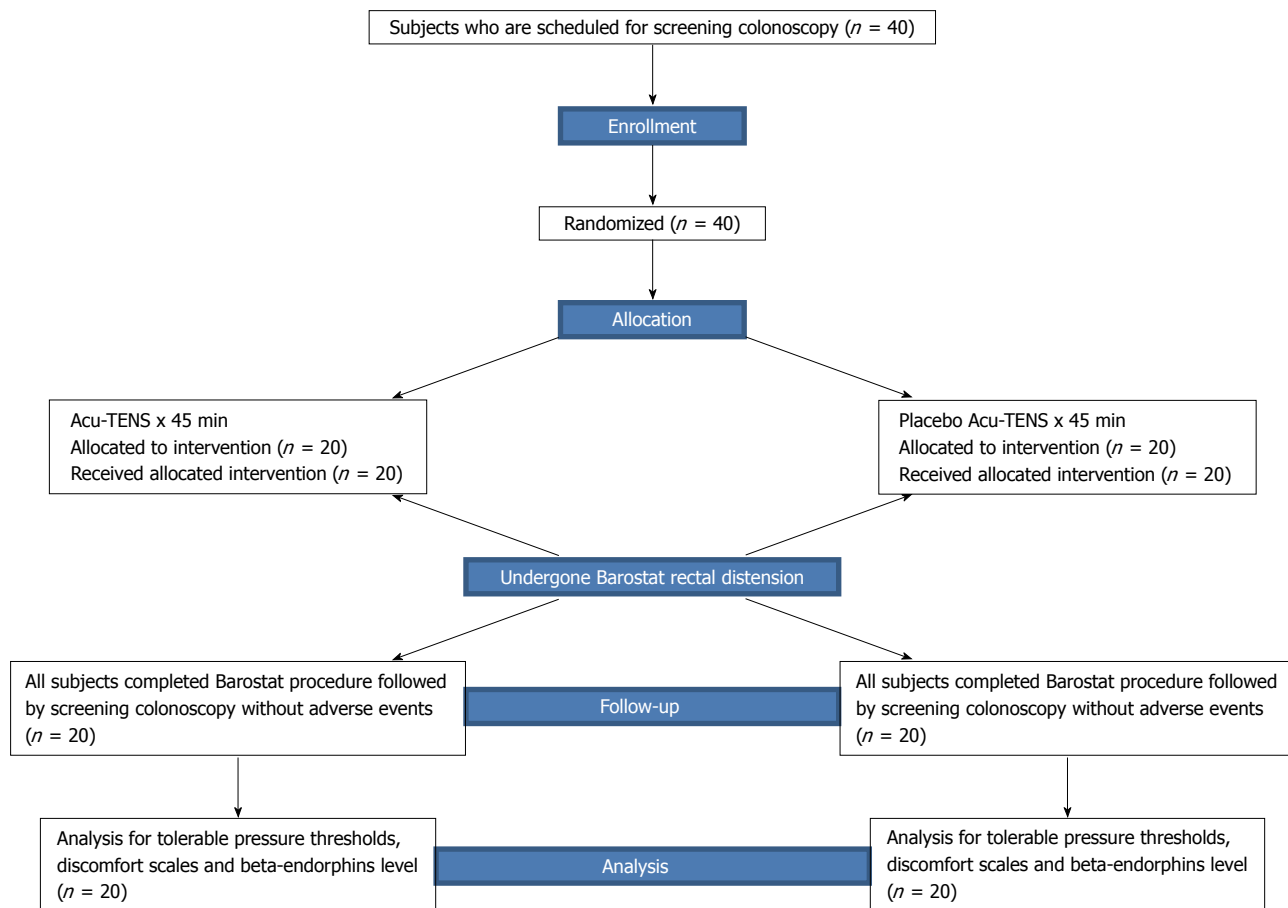 Subjects who are scheduled for screening colonoscopy (n = 40)
Enrollment
Randomized (n = 40)
Allocation
Acu-TENS x 45 min
Allocated to intervention (n = 20)
Received allocated intervention (n = 20)
Placebo Acu-TENS x 45 min
Allocated to intervention (n = 20)
Received allocated intervention (n = 20)
Undergone Barostat rectal distension
All subjects completed Barostat procedure followed
by screening colonoscopy without adverse events
(n = 20)
Follow-up
All subjects completed Barostat procedure followed
by screening colonoscopy without adverse events
(n = 20)
Analysis for tolerable pressure thresholds,
discomfort scales and beta-endorphins level
(n = 20)
Analysis
Analysis for tolerable pressure thresholds,
discomfort scales and beta-endorphins level
(n = 20)